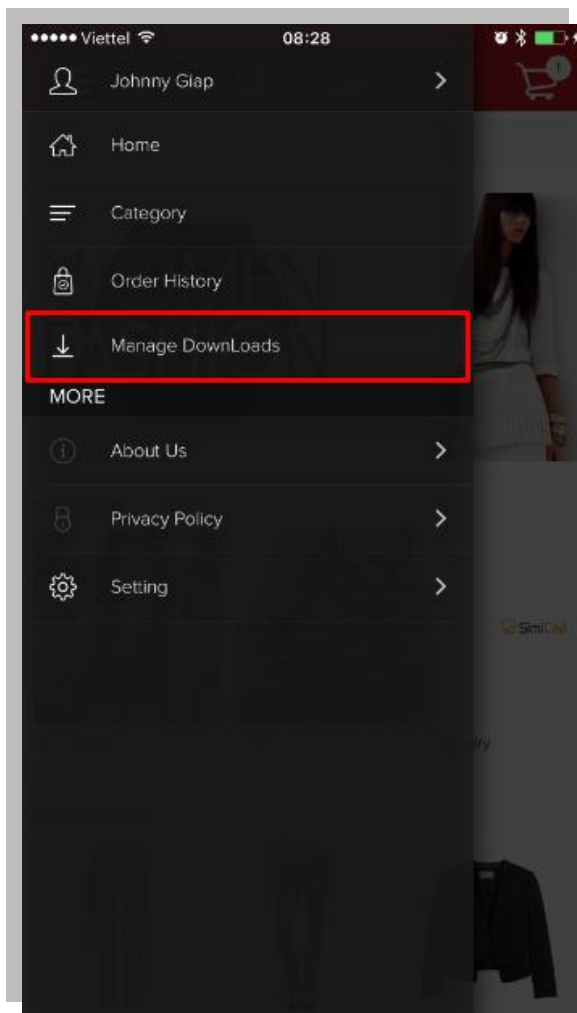 Viettel 08:28
Johnny Giap
1
Home
Category
Order History
Manage DownLoads
MORE
About Us
Privacy Policy
Setting
SimiCart